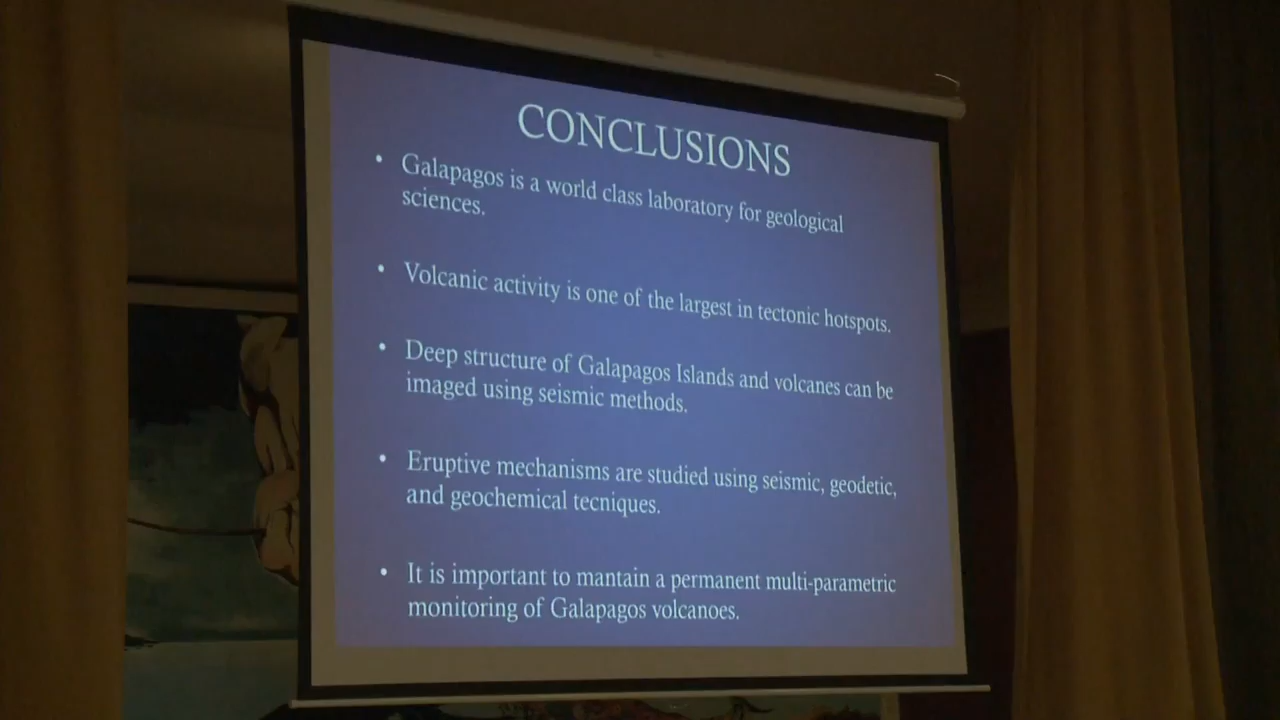 CONCLUSIONS
• Galapagos is a world class laboratory for geological
sciences.
• Volcanic activity is one of the largest in tectonic hotspots.
• Deep structure of Galapagos Islands and volcanes can be
imaged using seismic methods.
• Eruptive mechanisms are studied using seismic, geodetic,
and geochemical tecniques.
• It is important to mantain a permanent multi-parametric
monitoring of Galapagos volcanoes.